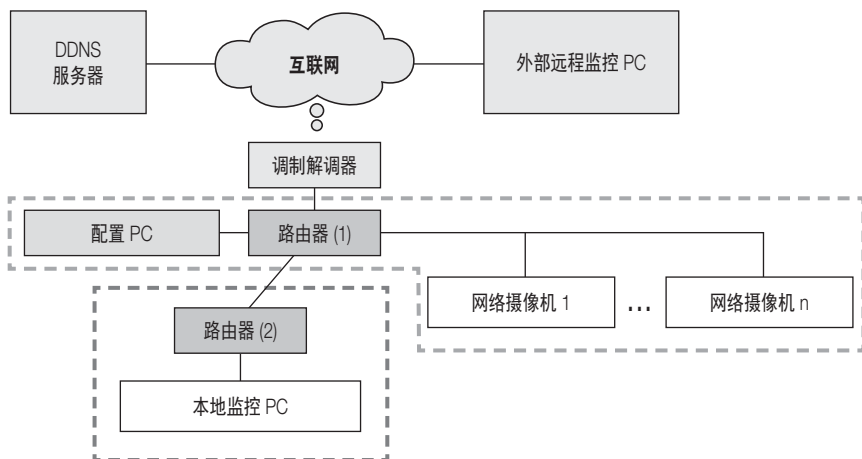 DDNS
服务器
互联网
外部远程监控 PC
调制解调器
配置 PC
路由器 (1)
网络摄像机 1
...
网络摄像机 n
路由器 (2)
本地监控 PC